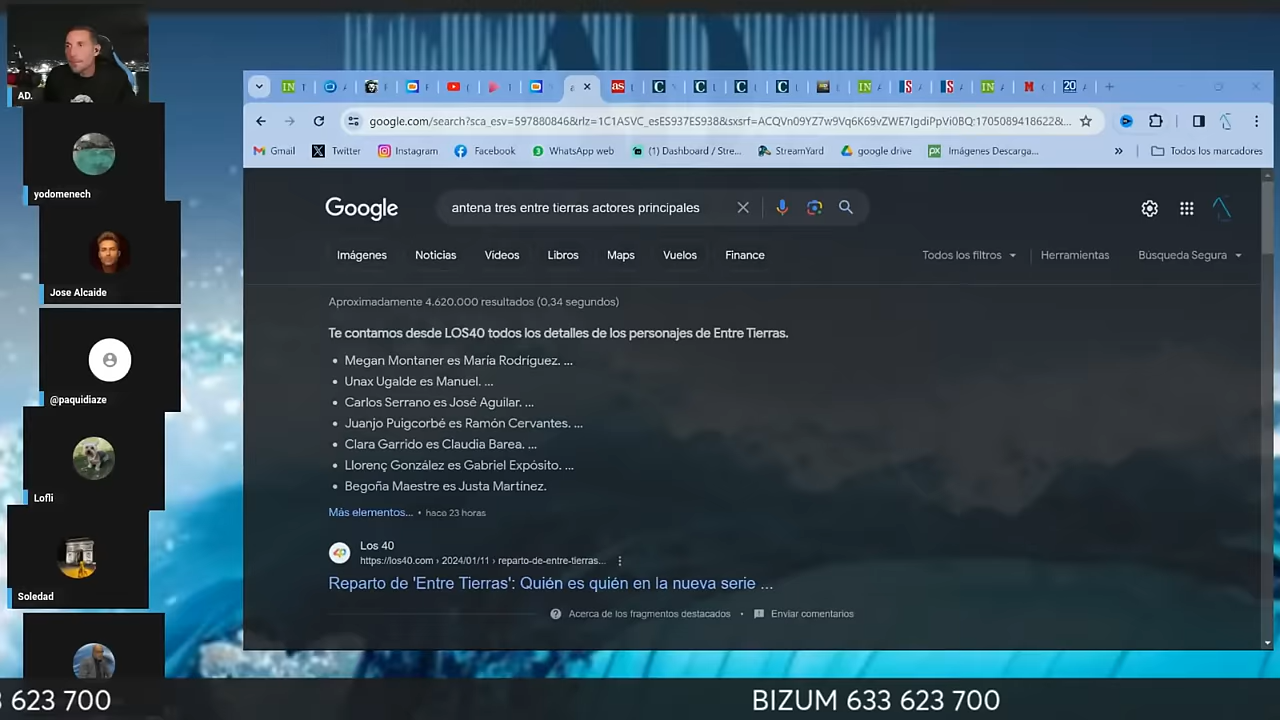 AD.
yodomenech
Jose Alcaide
@paquidiaze
Lofli
Soledad
google.com/search?sca_esv=597880846&rlz=1C1ASVC_esES937ES938&sxsrf=ACQVn09YZ7w9Vq6K69vZWE7IgdiPpVi0BQ:1705089418622&...
Gmail
Twitter
Instagram
Facebook
WhatsApp web
(1) Dashboard / Stre...
StreamYard
google drive
Imágenes Descarga...
»
Todos los marcadores
Google
antena tres entre tierras actores principales
Imágenes
Noticias
Vídeos
Libros
Maps
Vuelos
Finance
Todos los filtros
Herramientas
Búsqueda Segura
Aproximadamente 4.620.000 resultados (0,34 segundos)
Te contamos desde LOS40 todos los detalles de los personajes de Entre Tierras.
• Megan Montaner es María Rodríguez. ...
• Unax Ugalde es Manuel. ...
• Carlos Serrano es José Aguilar. ...
• Juanjo Puigcorbé es Ramón Cervantes. ...
• Clara Garrido es Claudia Barea. ...
• Llorenç González es Gabriel Expósito. ...
• Begoña Maestre es Justa Martínez.
Más elementos... • hace 23 horas
Los 40
https://los40.com › 2024/01/11 › reparto-de-entre-tierras...
Reparto de 'Entre Tierras': Quién es quién en la nueva serie ...
Acerca de los fragmentos destacados • Enviar comentarios
623 700
BIZUM 633 623 700